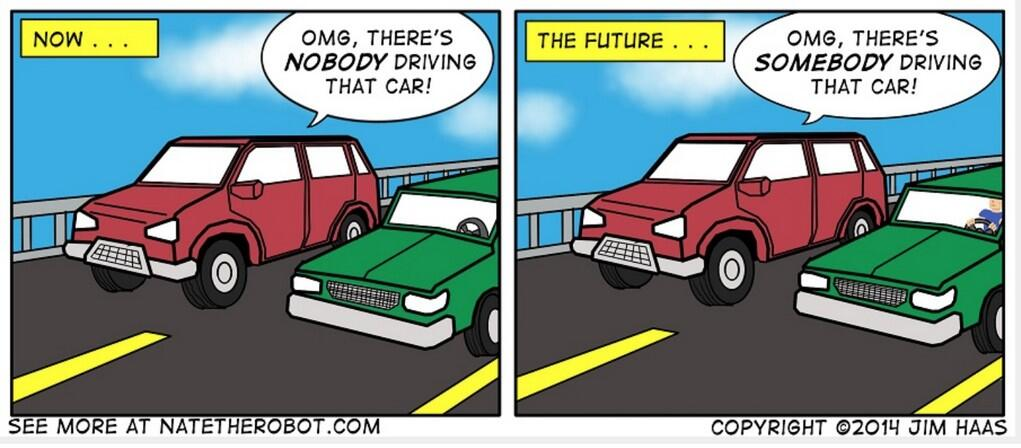 NOW . . .
OMG, THERE'S
NOBODY DRIVING
THAT CAR!
THE FUTURE . . .
OMG, THERE'S
SOMEBODY DRIVING
THAT CAR!
SEE MORE AT NATETHEROBOT.COM
COPYRIGHT ©2014 JIM HAAS